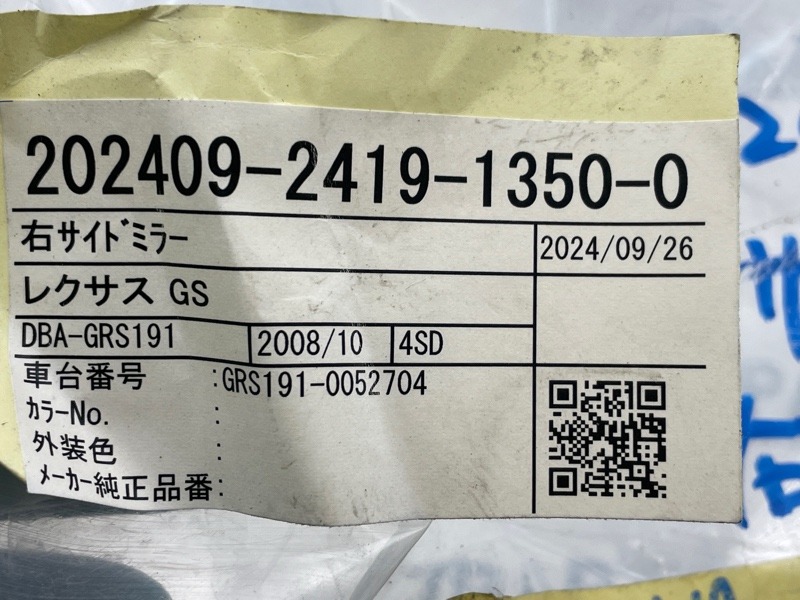 202409-2419-1350-0
右サイドミラー
2024/09/26
レクサス GS
DBA-GRS191 2008/10 4SD
車台番号 :GRS191-0052704
カラーNo. :
外装色 :
メーカー純正品番: